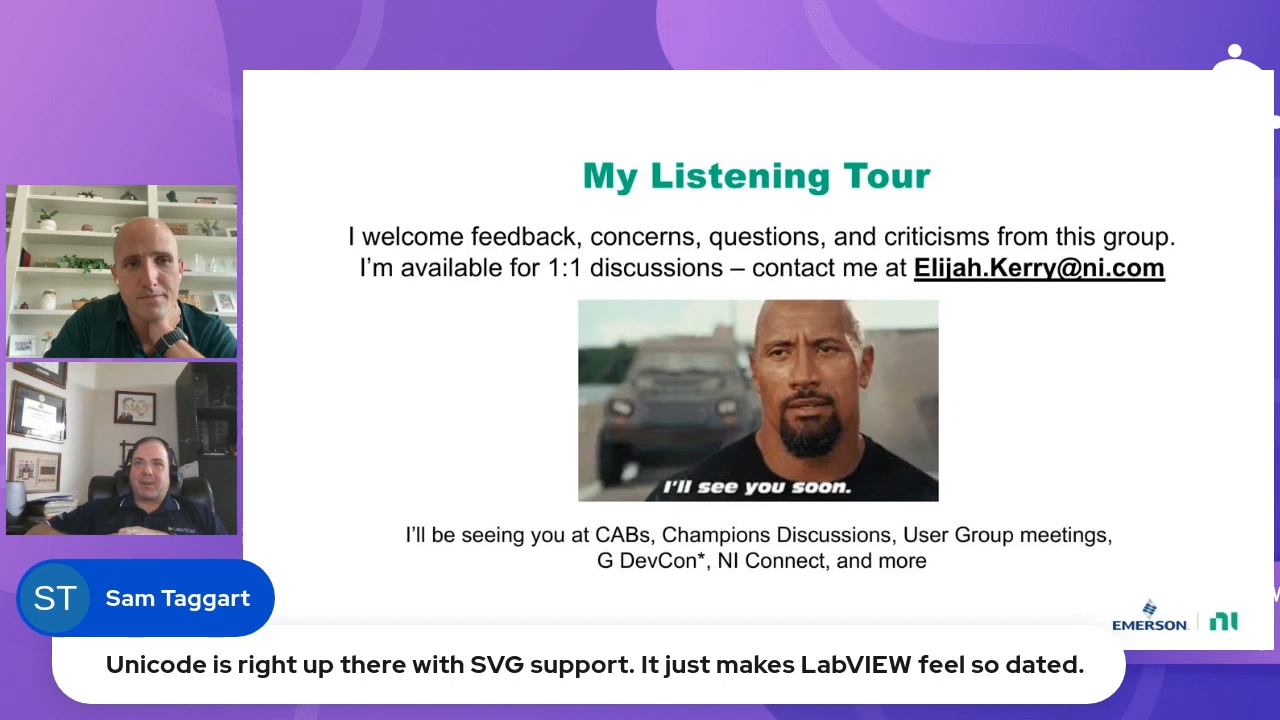 My Listening Tour
I welcome feedback, concerns, questions, and criticisms from this group.
I'm available for 1:1 discussions – contact me at Elijah.Kerry@ni.com
I'll see you soon.
I'll be seeing you at CABs, Champions Discussions, User Group meetings,
G DevCon*, NI Connect, and more
EMERSON
ni
ST
Sam Taggart
Unicode is right up there with SVG support. It just makes LabVIEW feel so dated.